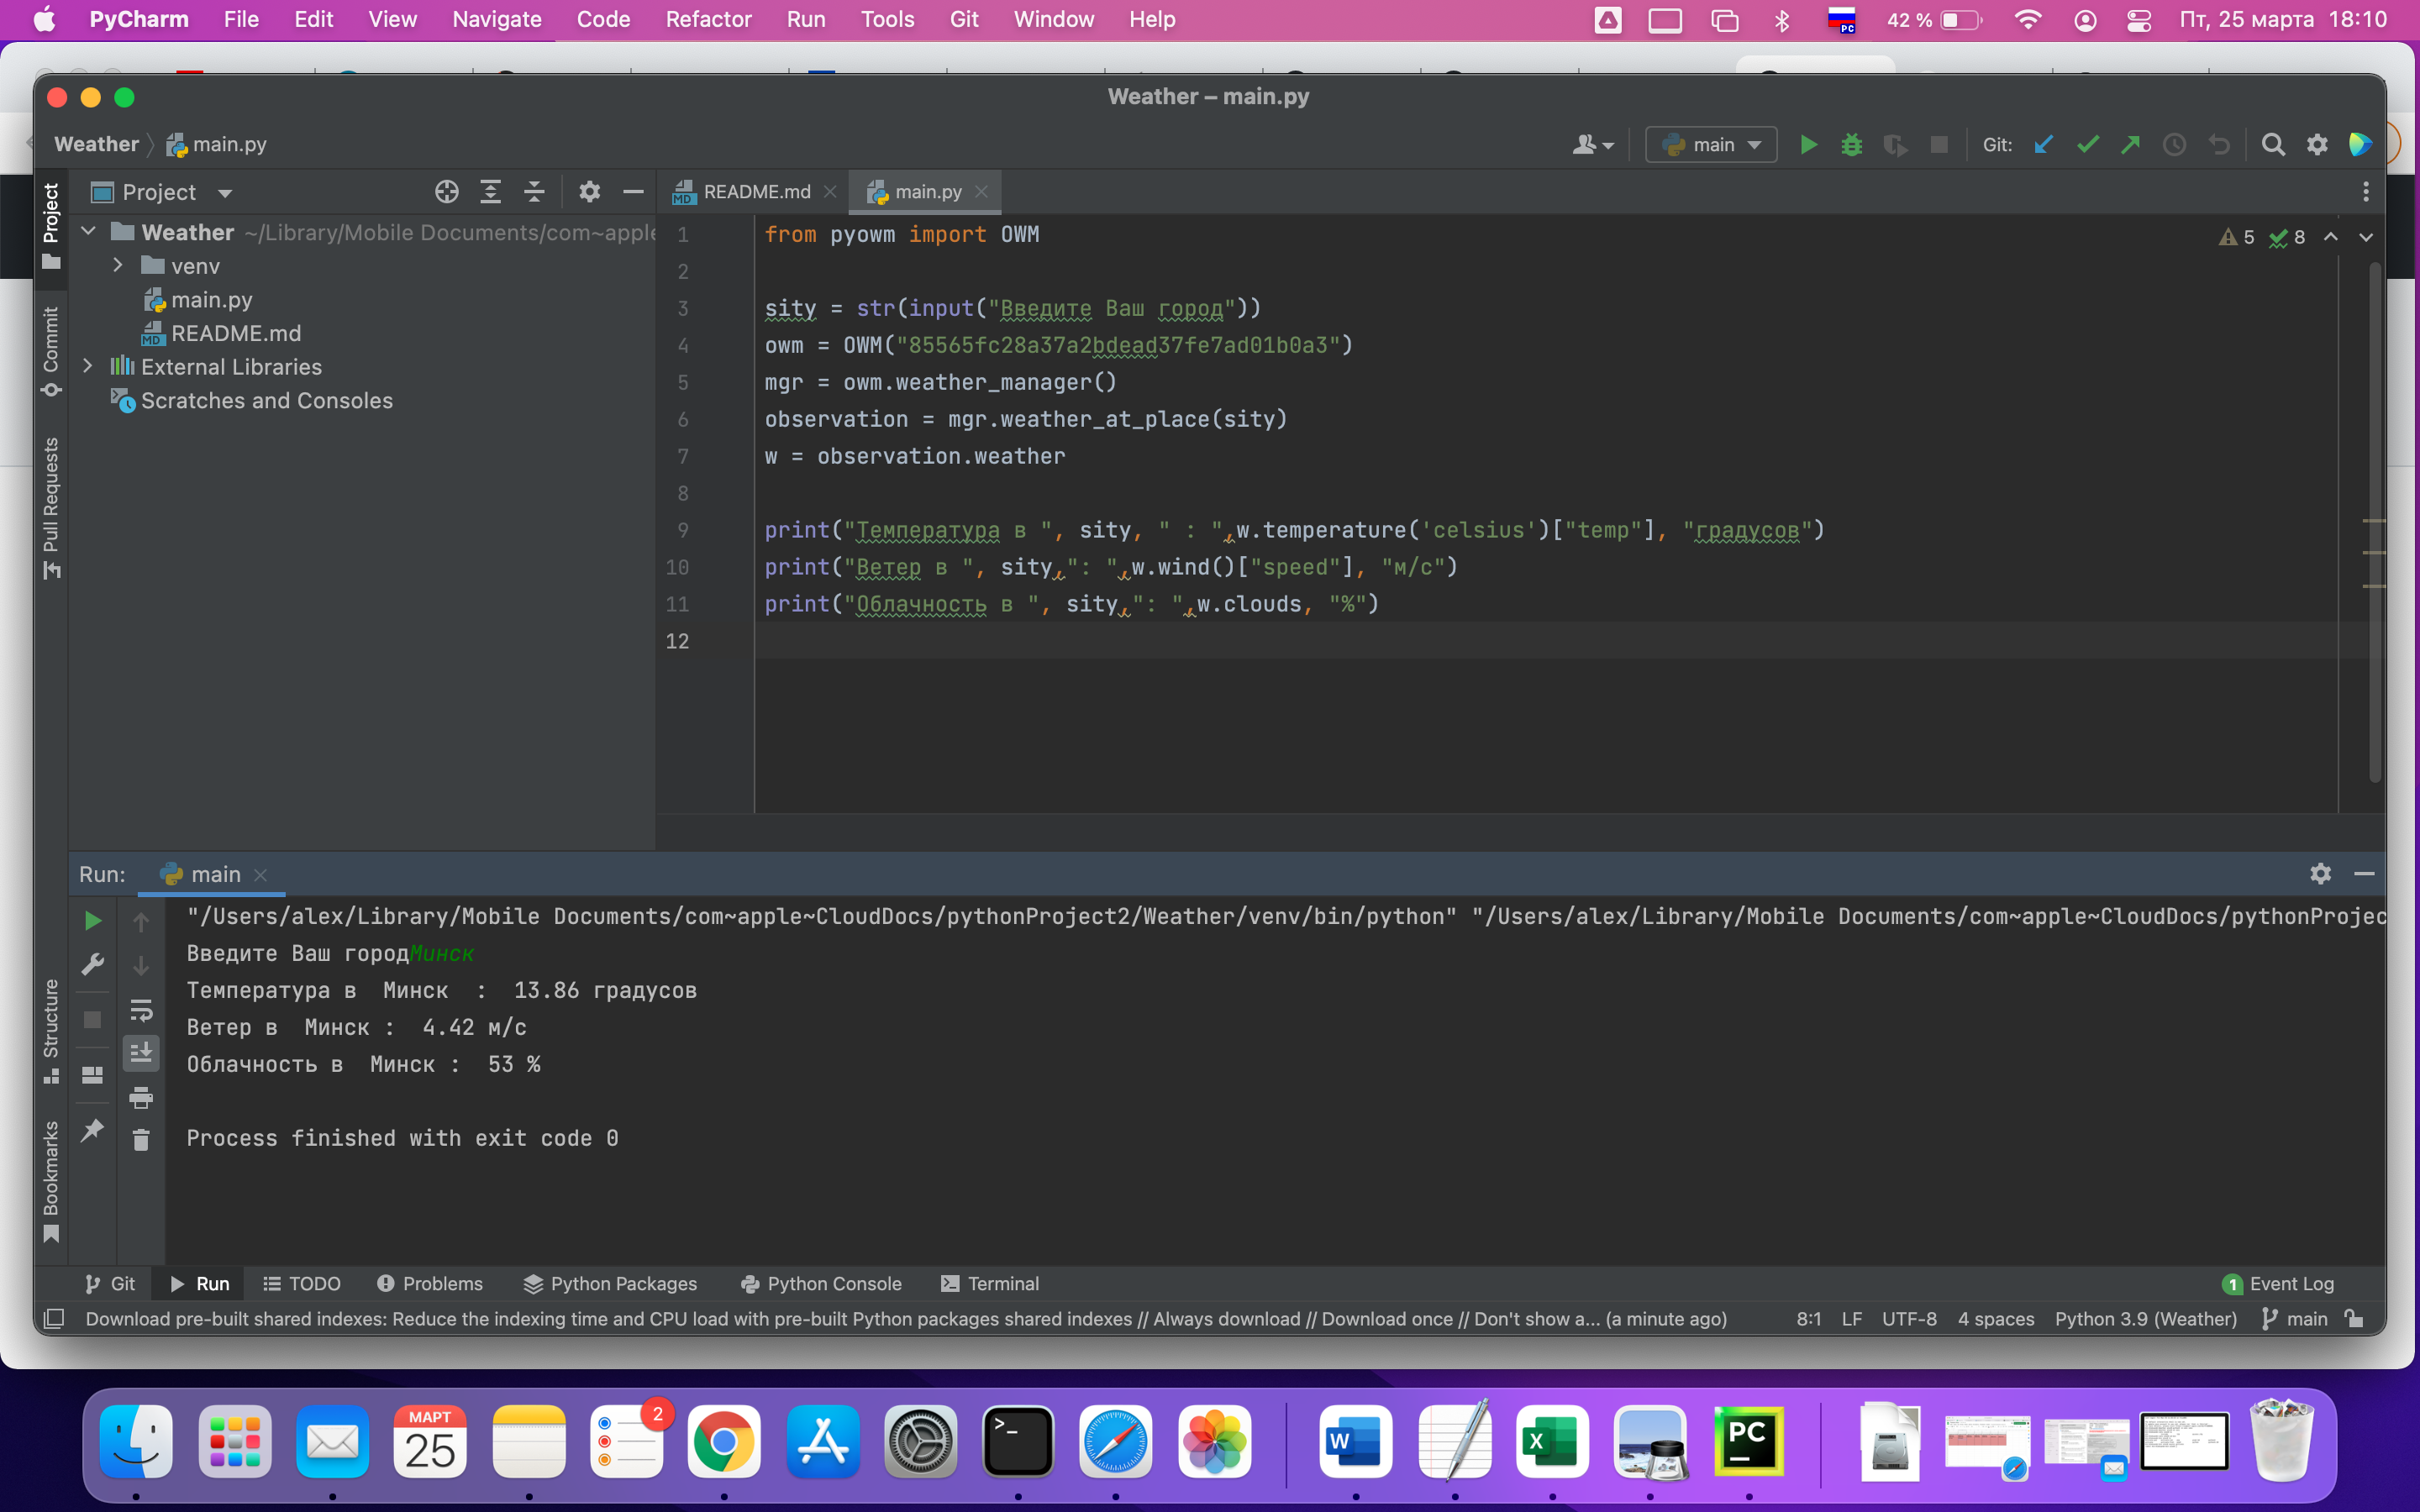 PyCharm File Edit View Navigate Code Refactor Run Tools Git Window Help 42 % Пт, 25 марта 18:10
Weather – main.py
Weather main.py main Git:
Project
README.md main.py
Weather ~/Library/Mobile Documents/com~apple
venv
main.py
README.md
External Libraries
Scratches and Consoles
Project
Commit
Pull Requests
Structure
Bookmarks
5 8
1 from pyowm import OWM
2
3 sity = str(input("Введите Ваш город"))
4 owm = OWM("85565fc28a37a2bdead37fe7ad01b0a3")
5 mgr = owm.weather_manager()
6 observation = mgr.weather_at_place(sity)
7 w = observation.weather
8
9 print("Температура в ", sity, " : ",w.temperature('celsius')["temp"], "градусов")
10 print("Ветер в ", sity,": ",w.wind()["speed"], "м/с")
11 print("Облачность в ", sity,": ",w.clouds, "%")
12
Run: main
"/Users/alex/Library/Mobile Documents/com~apple~CloudDocs/pythonProject2/Weather/venv/bin/python" "/Users/alex/Library/Mobile Documents/com~apple~CloudDocs/pythonProjec
Введите Ваш городМинск
Температура в  Минск  :  13.86 градусов
Ветер в  Минск :  4.42 м/с
Облачность в  Минск :  53 %
Process finished with exit code 0
Git Run TODO Problems Python Packages Python Console Terminal 1 Event Log
Download pre-built shared indexes: Reduce the indexing time and CPU load with pre-built Python packages shared indexes // Always download // Download once // Don't show a... (a minute ago) 8:1 LF UTF-8 4 spaces Python 3.9 (Weather) main
МАРТ
25
2
W
X
PC